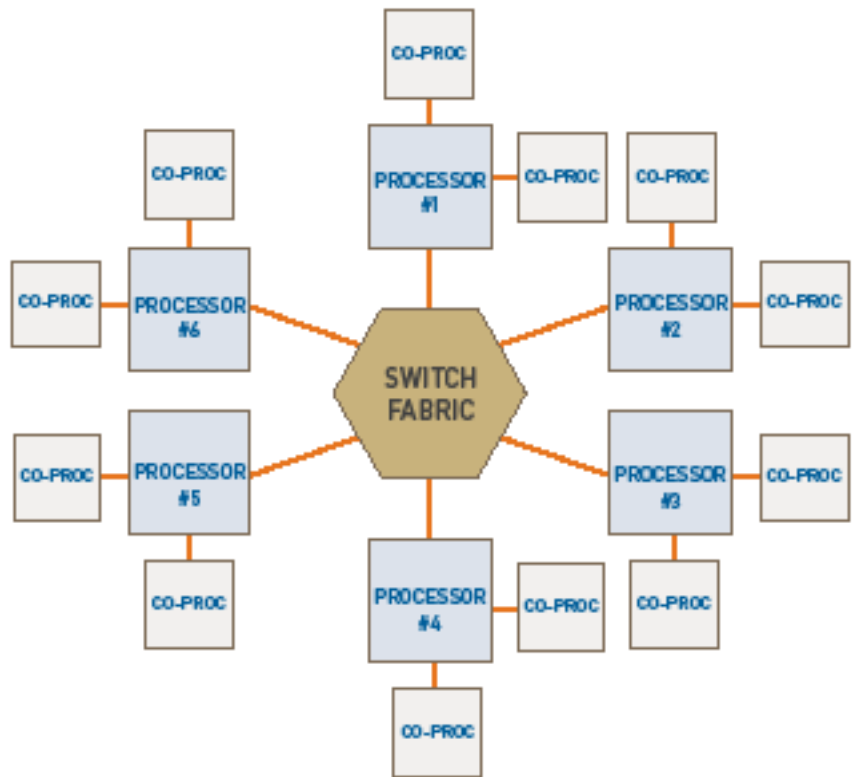 CO-PROC
PROCESSOR
#1
CO-PROC
CO-PROC
PROCESSOR
#2
CO-PROC
CO-PROC
CO-PROC
PROCESSOR
#6
SWITCH
FABRIC
CO-PROC
PROCESSOR
#5
CO-PROC
PROCESSOR
#3
CO-PROC
CO-PROC
PROCESSOR
#4
CO-PROC
CO-PROC